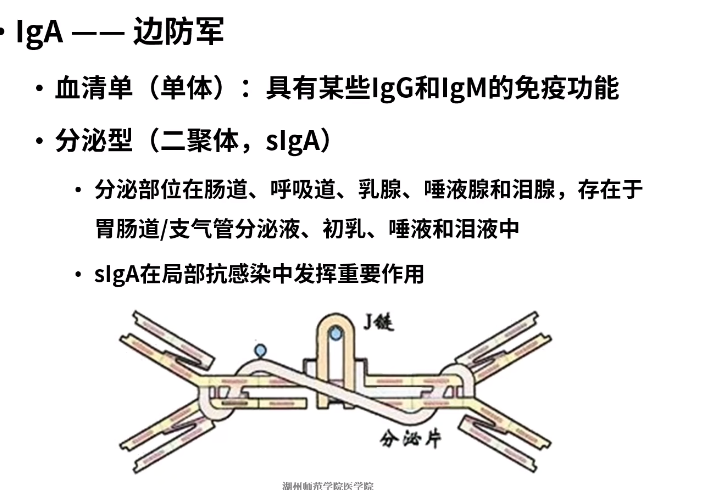 • IgA —— 边防军
• 血清单（单体）：具有某些IgG和IgM的免疫功能
• 分泌型（二聚体，sIgA）
• 分泌部位在肠道、呼吸道、乳腺、唾液腺和泪腺，存在于
胃肠道/支气管分泌液、初乳、唾液和泪液中
• sIgA在局部抗感染中发挥重要作用
J链
分泌片
湖州师范学院医学院